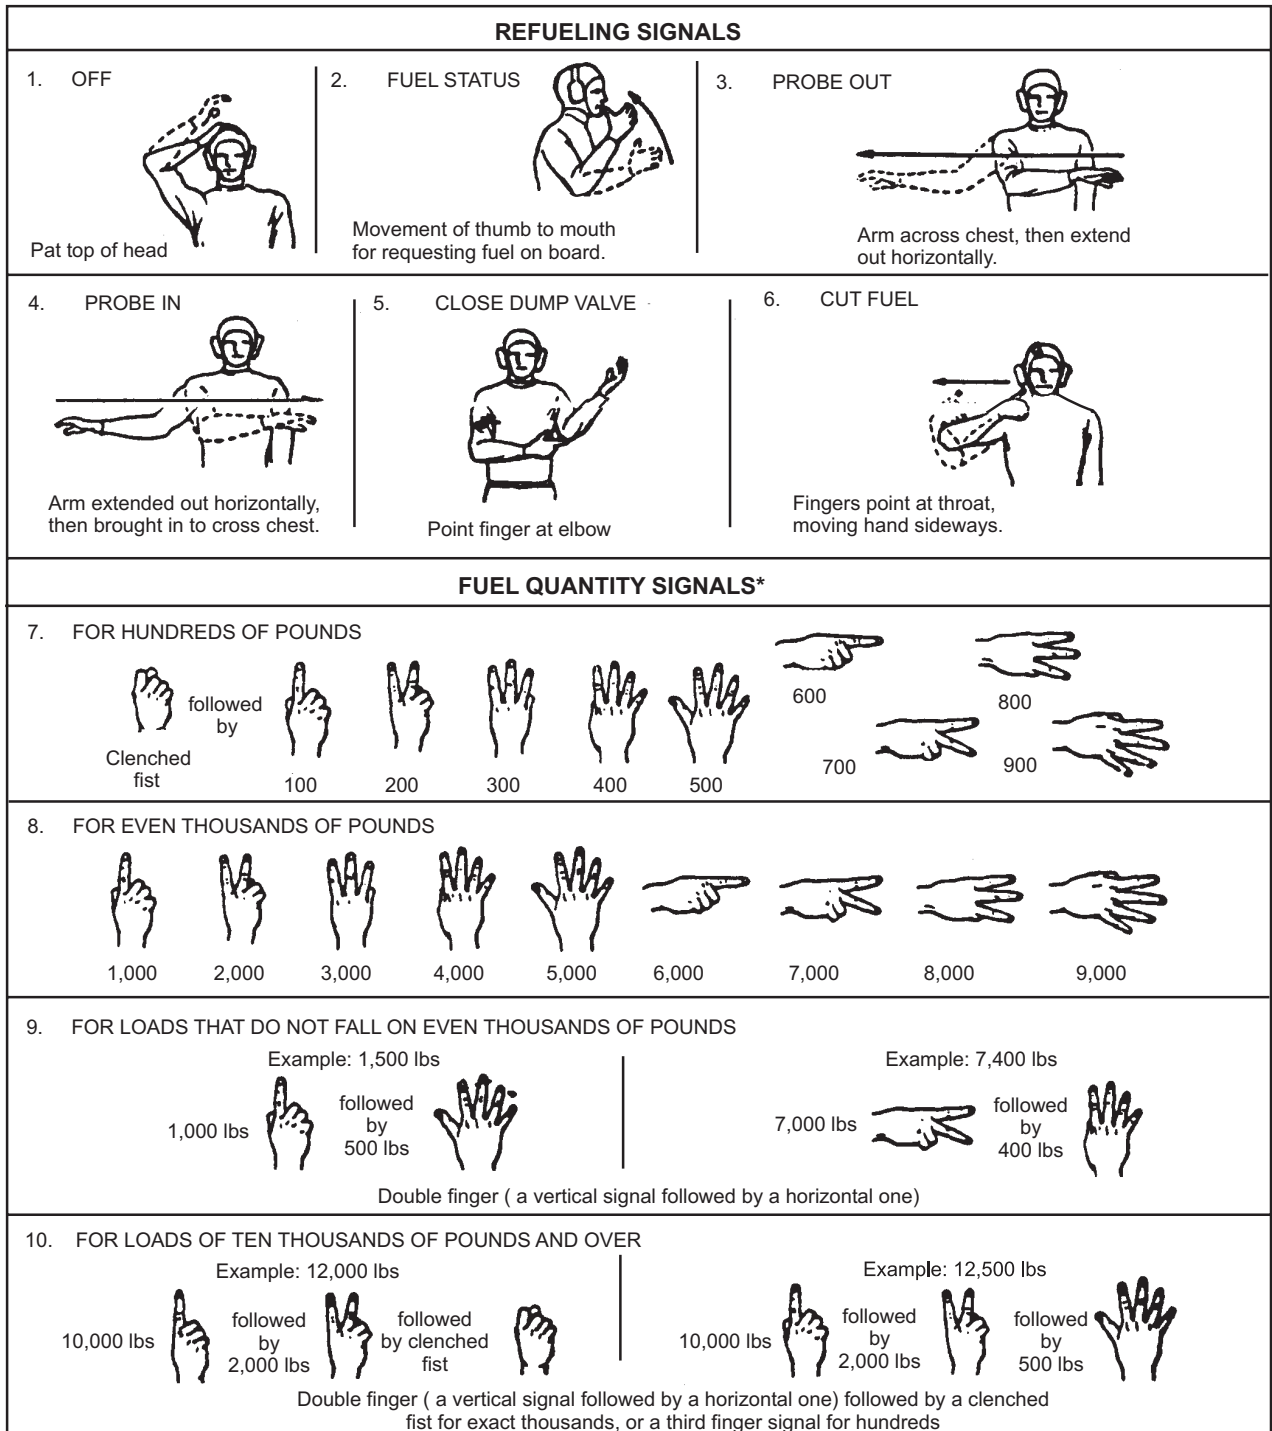 REFUELING SIGNALS
1. OFF
Pat top of head
2. FUEL STATUS
Movement of thumb to mouth
for requesting fuel on board.
3. PROBE OUT
Arm across chest, then extend
out horizontally.
4. PROBE IN
Arm extended out horizontally,
then brought in to cross chest.
5. CLOSE DUMP VALVE
Point finger at elbow
6. CUT FUEL
Fingers point at throat,
moving hand sideways.
FUEL QUANTITY SIGNALS*
7. FOR HUNDREDS OF POUNDS
Clenched
fist
followed
by
100
200
300
400
500
600
700
800
900
8. FOR EVEN THOUSANDS OF POUNDS
1,000
2,000
3,000
4,000
5,000
6,000
7,000
8,000
9,000
9. FOR LOADS THAT DO NOT FALL ON EVEN THOUSANDS OF POUNDS
Example: 1,500 lbs
1,000 lbs
followed
by
500 lbs
Example: 7,400 lbs
7,000 lbs
followed
by
400 lbs
Double finger ( a vertical signal followed by a horizontal one)
10. FOR LOADS OF TEN THOUSANDS OF POUNDS AND OVER
Example: 12,000 lbs
10,000 lbs
followed
by
2,000 lbs
followed
by clenched
fist
Example: 12,500 lbs
10,000 lbs
followed
by
2,000 lbs
followed
by
500 lbs
Double finger ( a vertical signal followed by a horizontal one) followed by a clenched
fist for exact thousands, or a third finger signal for hundreds